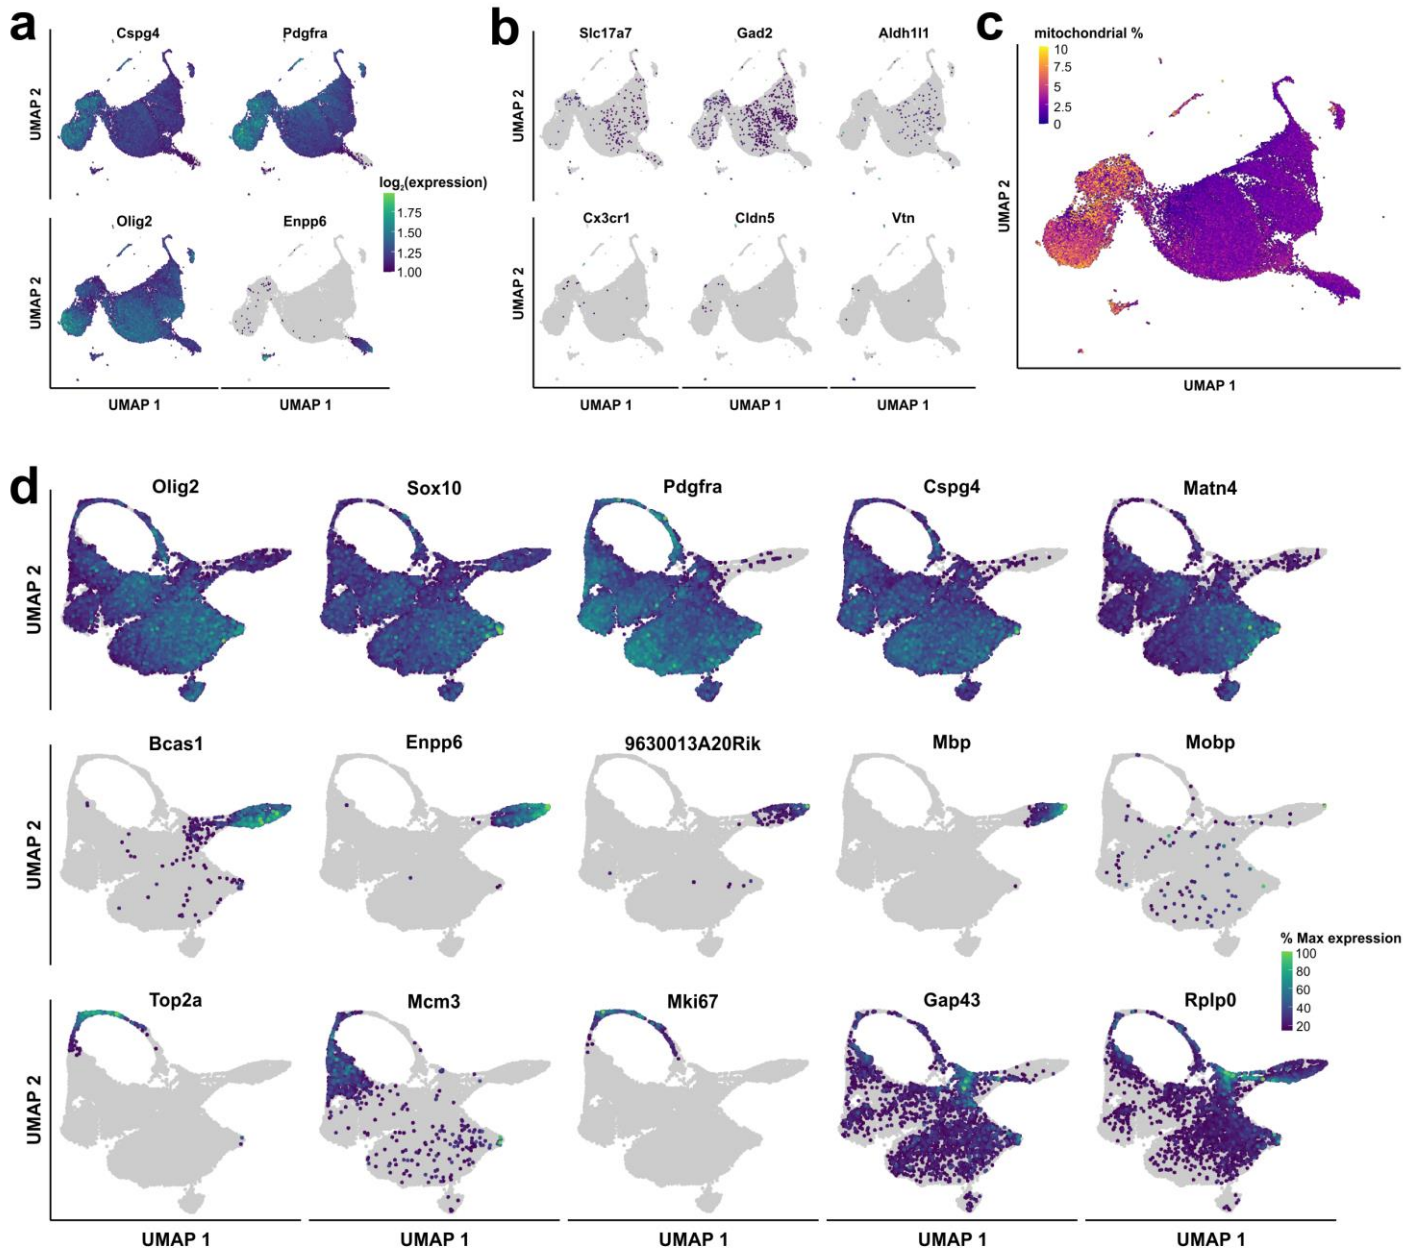 a
Cspg4
Pdgfra
UMAP 2
log2(expression)
1.75
1.50
1.25
1.00
Olig2
Enpp6
UMAP 2
UMAP 1
UMAP 1
b
Slc17a7
Gad2
Aldh1l1
UMAP 2
Cx3cr1
Cldn5
Vtn
UMAP 2
UMAP 1
UMAP 1
UMAP 1
c
mitochondrial %
10
7.5
5
2.5
0
UMAP 2
UMAP 1
d
Olig2
Sox10
Pdgfra
Cspg4
Matn4
UMAP 2
Bcas1
Enpp6
9630013A20Rik
Mbp
Mobp
UMAP 2
% Max expression
100
80
60
40
20
Top2a
Mcm3
Mki67
Gap43
Rplp0
UMAP 2
UMAP 1
UMAP 1
UMAP 1
UMAP 1
UMAP 1